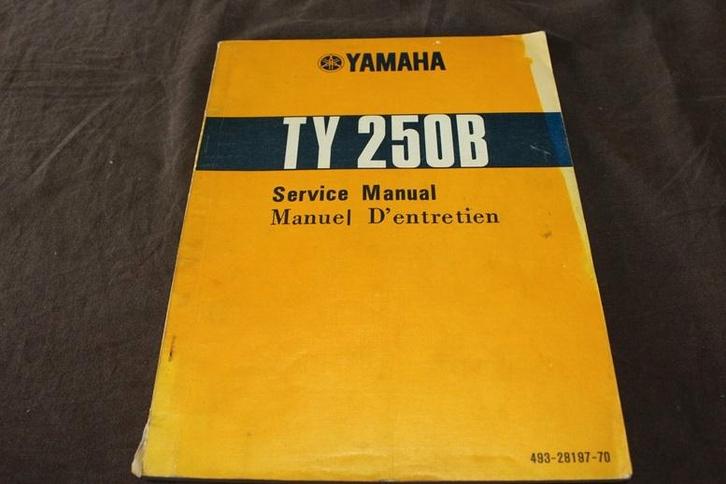 YAMAHA
TY 250B
Service Manual
Manuel D'entretien
493-28197-70